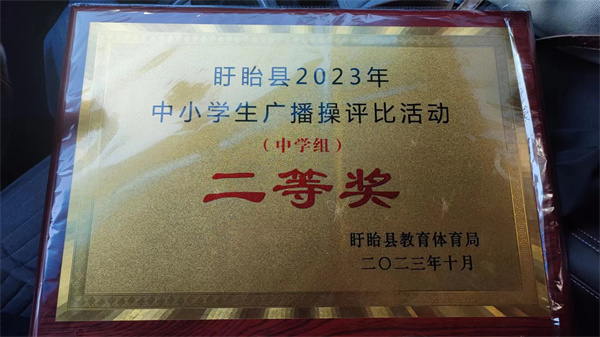 盱眙县2023年
中小学生广播操评比活动
（中学组）
二等奖
盱眙县教育体育局
二〇二三年十月